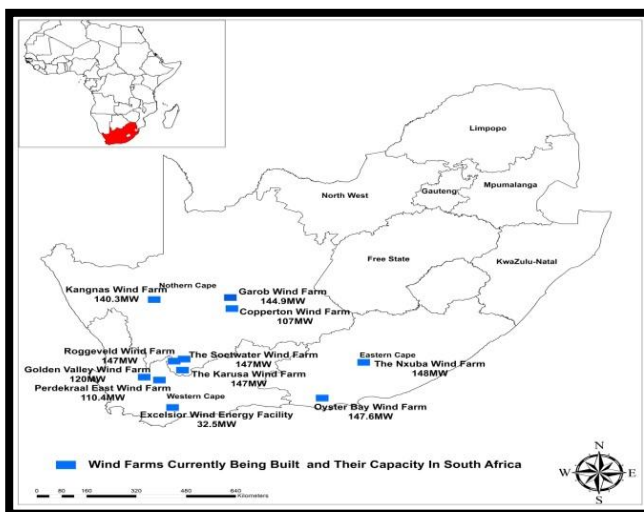 Limpopo
North West
Gauteng
Mpumalanga
Free State
KwaZulu-Natal
Nothern Cape
Kangnas Wind Farm
140.3MW
Garob Wind Farm
144.9MW
Copperton Wind Farm
107MW
Roggeveld Wind Farm
147MW
The Soetwater Wind Farm
147MW
Golden Valley Wind Farm
120MW
The Karusa Wind Farm
147MW
Perdekraal East Wind Farm
110.4MW
Western Cape
Excelsior Wind Energy Facility
32.5MW
Eastern Cape
The Nxuba Wind Farm
148MW
Oyster Bay Wind Farm
147.6MW
Wind Farms Currently Being Built and Their Capacity In South Africa
N
W E
S
0 80 160 320 480 640
Kilometers